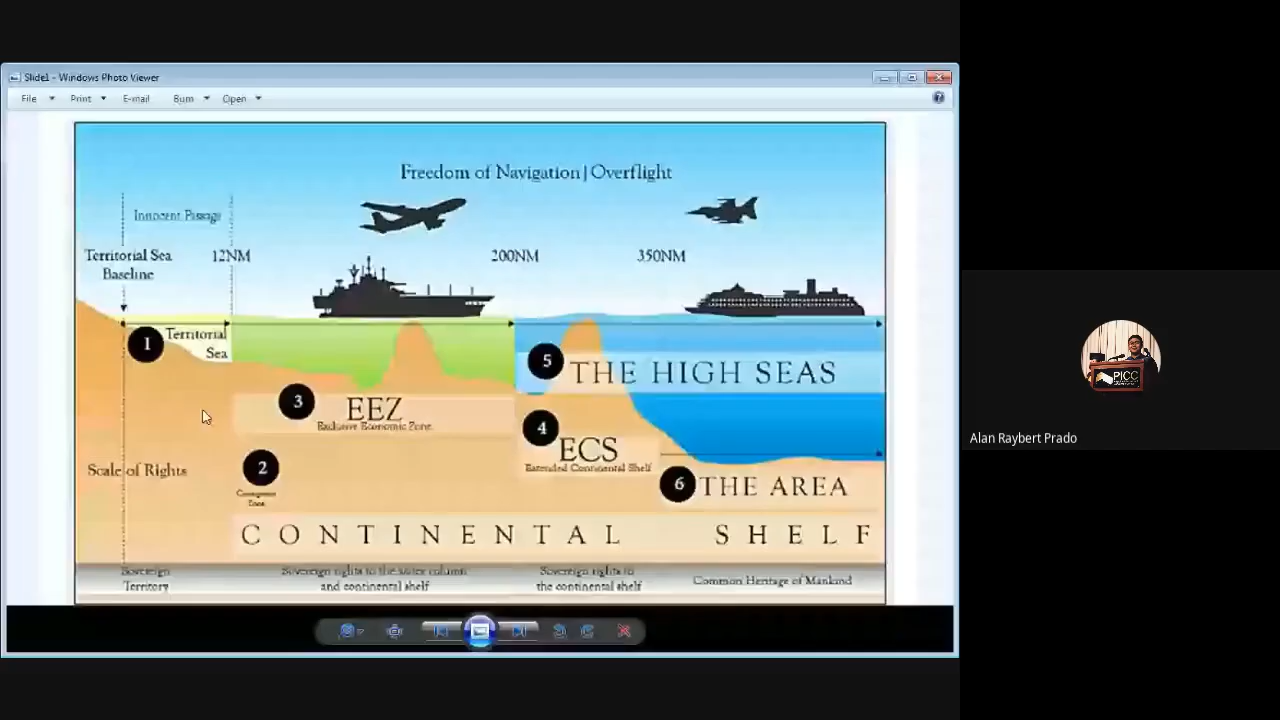 Slide1 - Windows Photo Viewer
File Print E-mail Burn Open
Freedom of Navigation | Overflight
Innocent Passage
Territorial Sea
Baseline
12NM
200NM
350NM
1
Territorial
Sea
5
THE HIGH SEAS
3
EEZ
Exclusive Economic Zone
4
ECS
Extended Continental Shelf
Scale of Rights
2
Contiguous
Zone
6
THE AREA
CONTINENTAL SHELF
Sovereign
Territory
Sovereign rights to the water column
and continental shelf
Sovereign rights to
the continental shelf
Common Heritage of Mankind
PICC
Alan Raybert Prado